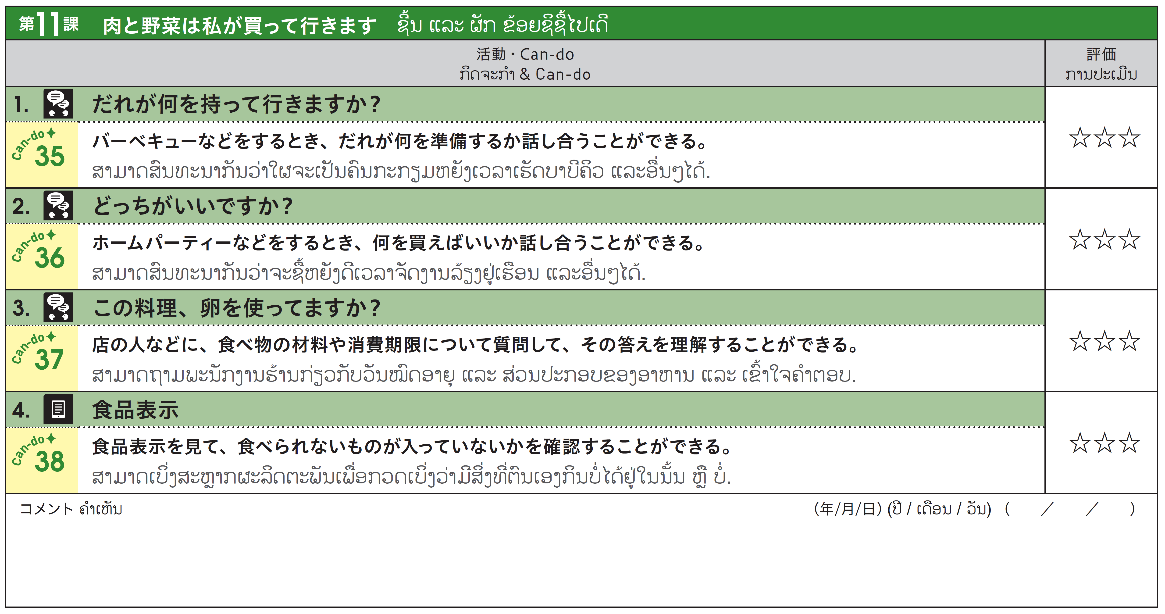 第11課 肉と野菜は私が買って行きます ຊີ້ນ ແລະ ຜັກ ຂ້ອຍຊິຊື້ໄປເດີ
活動・Can-do
ກິດຈະກຳ & Can-do
評価
ການປະເມີນ
1. だれが何を持って行きますか？
Can-do 35
バーベキューなどをするとき、だれが何を準備するか話し合うことができる。
ສາມາດສົນທະນາກັນວ່າໃຜຈະເປັນຄົນກະກຽມຫຍັງເວລາເຮັດບາບີຄິວ ແລະອື່ນໆໄດ້.
☆☆☆
2. どっちがいいですか？
Can-do 36
ホームパーティーなどをするとき、何を買えばいいか話し合うことができる。
ສາມາດສົນທະນາກັນວ່າຈະຊື້ຫຍັງດີເວລາຈັດງານລ້ຽງຢູ່ເຮືອນ ແລະອື່ນໆໄດ້.
☆☆☆
3. この料理、卵を使ってますか？
Can-do 37
店の人などに、食べ物の材料や消費期限について質問して、その答えを理解することができる。
ສາມາດຖາມພະນັກງານຮ້ານກ່ຽວກັບວັນໝົດອາຍຸ ແລະ ສ່ວນປະກອບຂອງອາຫານ ແລະ ເຂົ້າໃຈຄຳຕອບ.
☆☆☆
4. 食品表示
Can-do 38
食品表示を見て、食べられないものが入っていないかを確認することができる。
ສາມາດເບິ່ງສະຫຼາກຜະລິດຕະພັນເພື່ອກວດເບິ່ງວ່າມີສິ່ງທີ່ຕົນເອງກິນບໍ່ໄດ້ຢູ່ໃນນັ້ນ ຫຼື ບໍ່.
☆☆☆
コメント ຄຳເຫັນ
（年/月/日）(ປີ / ເດືອນ / ວັນ) （ ／ ／ ）